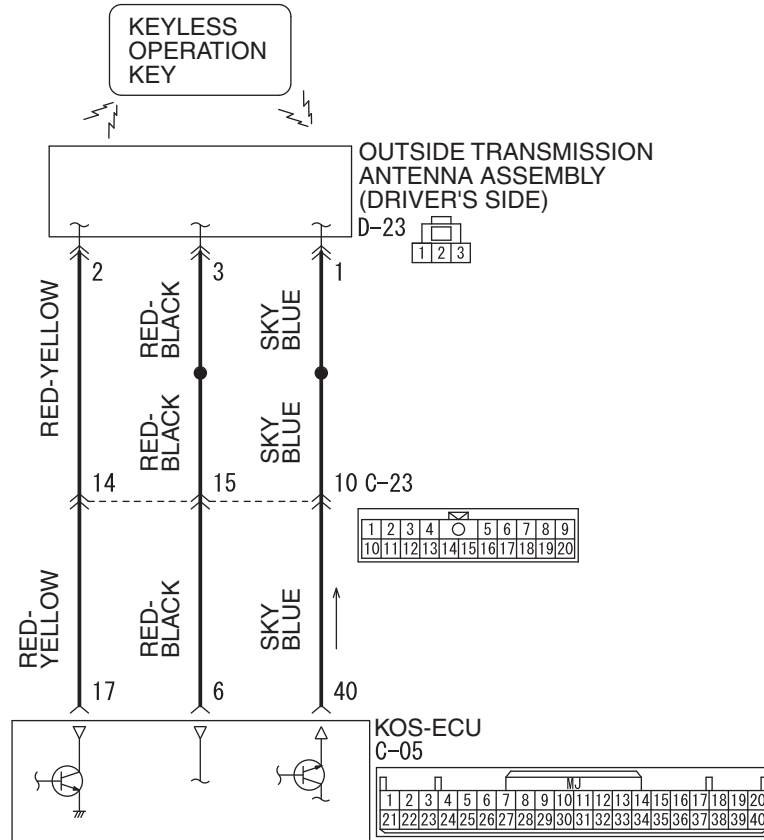 KEYLESS
OPERATION
KEY
OUTSIDE TRANSMISSION
ANTENNA ASSEMBLY
(DRIVER'S SIDE)
D-23
1 2 3
2 3 1
RED-YELLOW
RED-
BLACK
SKY
BLUE
RED-
BLACK
SKY
BLUE
14 15 10 C-23
1 2 3 4 5 6 7 8 9
10 11 12 13 14 15 16 17 18 19 20
RED-
YELLOW
RED-
BLACK
SKY
BLUE
17 6 40
KOS-ECU
C-05
MJ
1 2 3 4 5 6 7 8 9 10 11 12 13 14 15 16 17 18 19 20
21 22 23 24 25 26 27 28 29 30 31 32 33 34 35 36 37 38 39 40